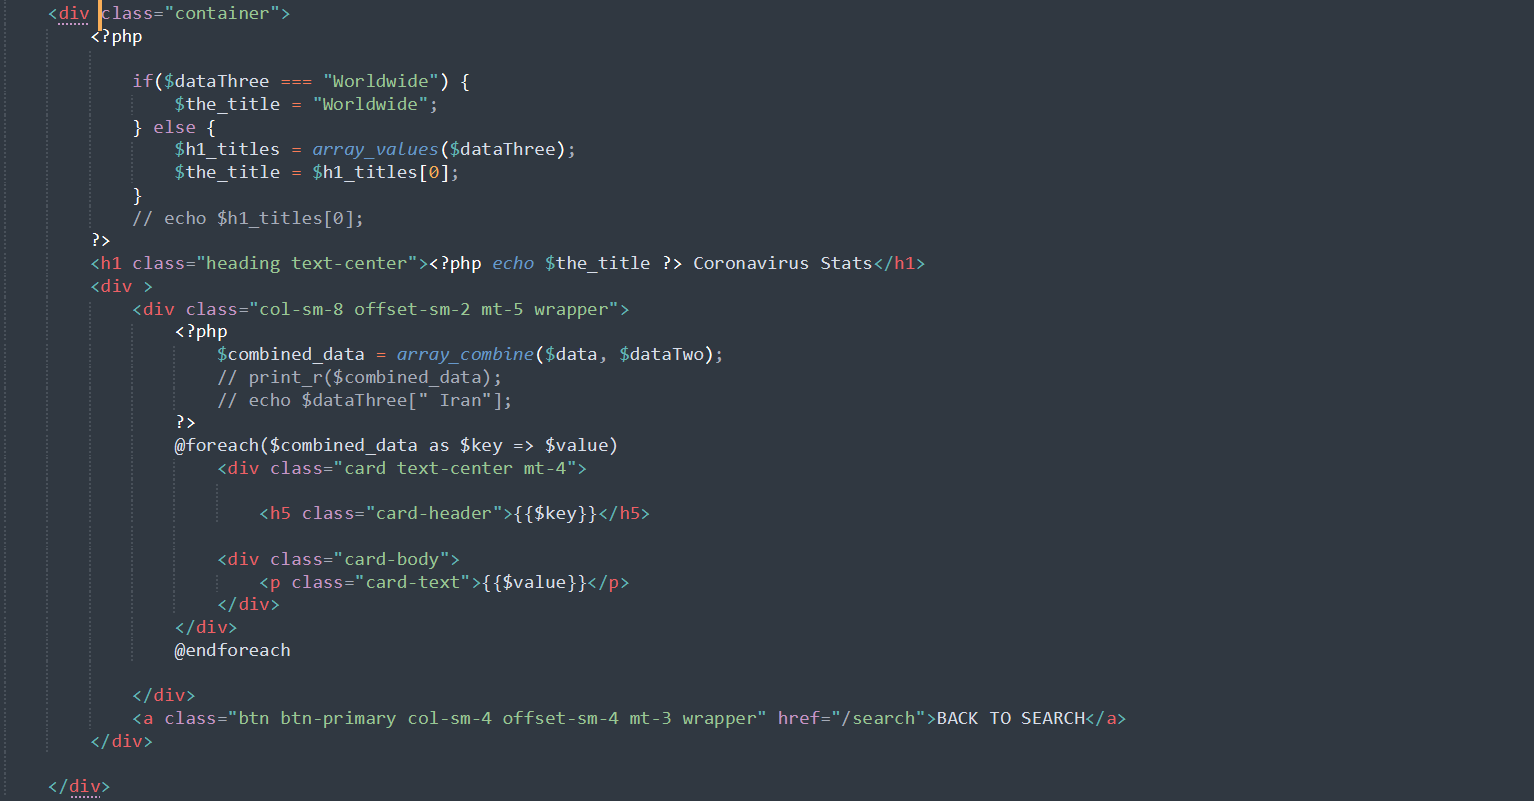 <div class="container">
<?php
if($dataThree === "Worldwide") {
$the_title = "Worldwide";
} else {
$h1_titles = array_values($dataThree);
$the_title = $h1_titles[0];
}
// echo $h1_titles[0];
?>
<h1 class="heading text-center"><?php echo $the_title ?> Coronavirus Stats</h1>
<div >
<div class="col-sm-8 offset-sm-2 mt-5 wrapper">
<?php
$combined_data = array_combine($data, $dataTwo);
// print_r($combined_data);
// echo $dataThree[" Iran"];
?>
@foreach($combined_data as $key => $value)
<div class="card text-center mt-4">
<h5 class="card-header">{{$key}}</h5>
<div class="card-body">
<p class="card-text">{{$value}}</p>
</div>
</div>
@endforeach
</div>
<a class="btn btn-primary col-sm-4 offset-sm-4 mt-3 wrapper" href="/search">BACK TO SEARCH</a>
</div>
</div>